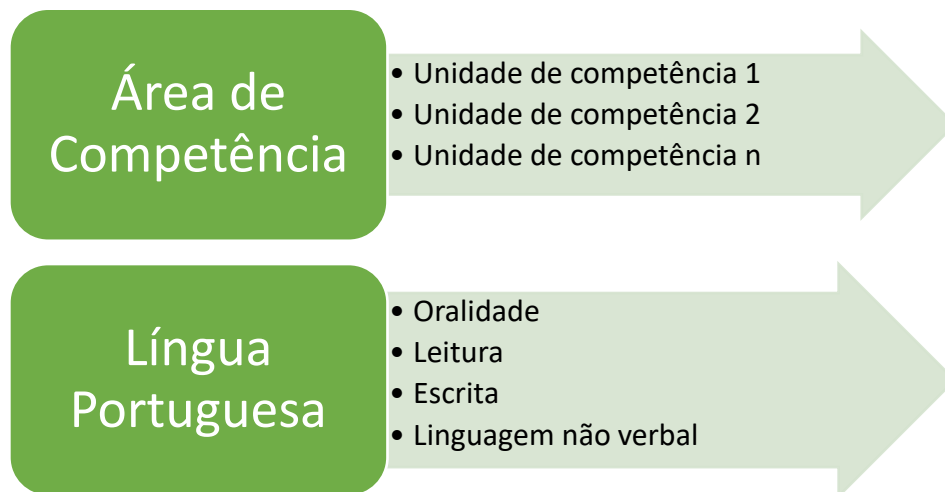 Área de
Competência
• Unidade de competência 1
• Unidade de competência 2
• Unidade de competência n
Língua
Portuguesa
• Oralidade
• Leitura
• Escrita
• Linguagem não verbal